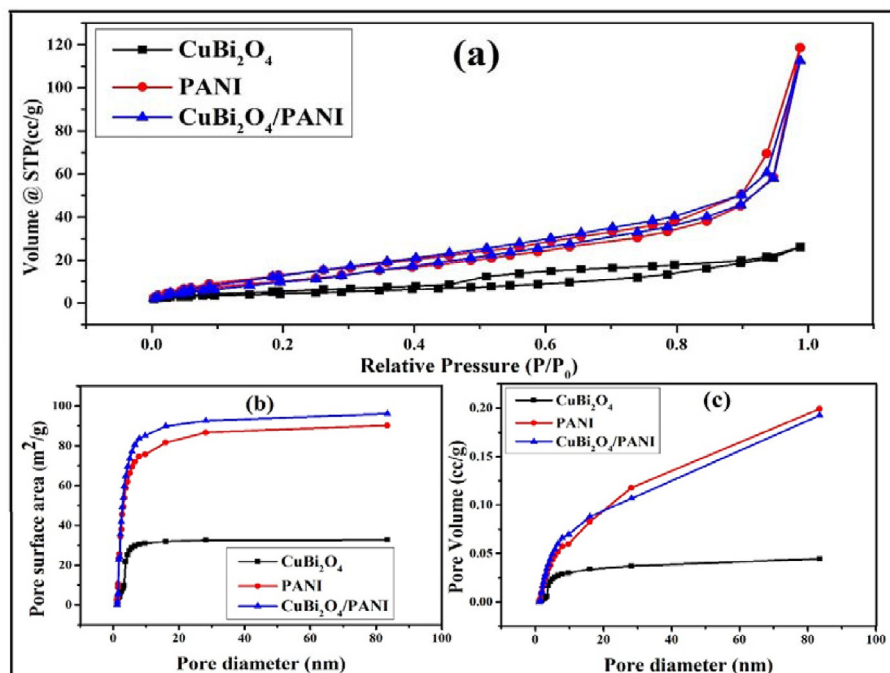 (a)
CuBi₂O₄
PANI
CuBi₂O₄/PANI
Volume @ STP(cc/g)
120
100
80
60
40
20
0
0.0 0.2 0.4 0.6 0.8 1.0
Relative Pressure (P/P₀)
(b)
Pore surface area (m²/g)
100
80
60
40
20
0
CuBi₂O₄
PANI
CuBi₂O₄/PANI
0 20 40 60 80 100
Pore diameter (nm)
(c)
CuBi₂O₄
PANI
CuBi₂O₄/PANI
Pore Volume (cc/g)
0.20
0.15
0.10
0.05
0.00
0 20 40 60 80 100
Pore diameter (nm)